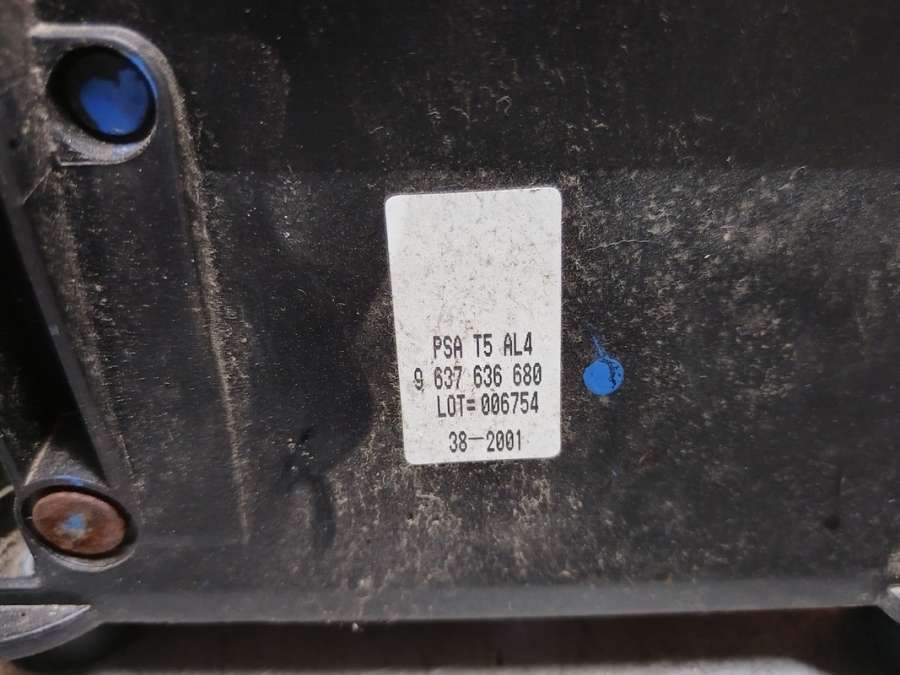 PSA T5 AL4
9 637 636 680
LOT= 006754
38-2001